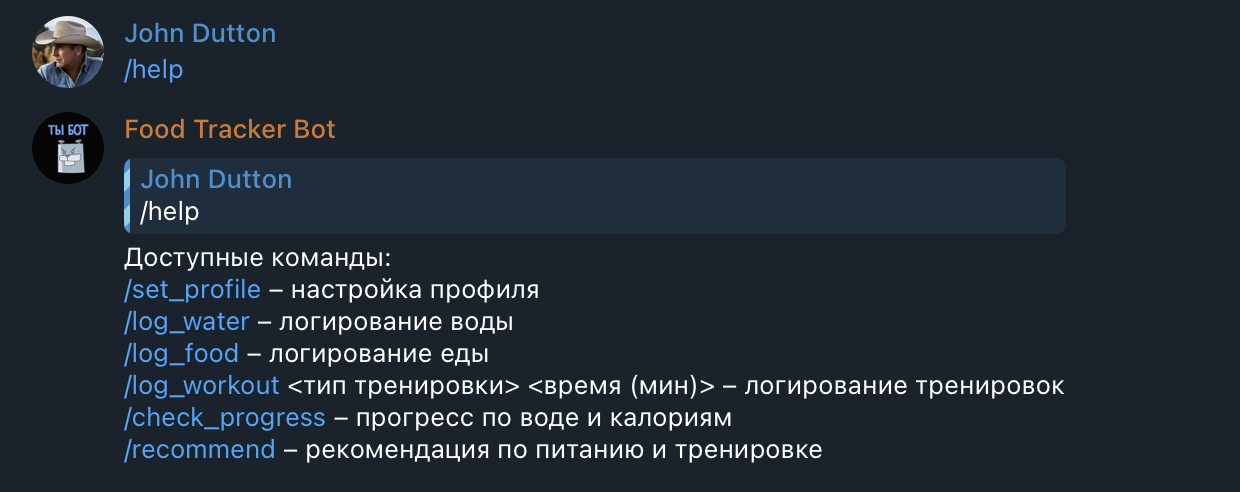 John Dutton
/help
ТЫ БОТ
Food Tracker Bot
John Dutton
/help
Доступные команды:
/set_profile – настройка профиля
/log_water – логирование воды
/log_food – логирование еды
/log_workout <тип тренировки> <время (мин)> – логирование тренировок
/check_progress – прогресс по воде и калориям
/recommend – рекомендация по питанию и тренировке